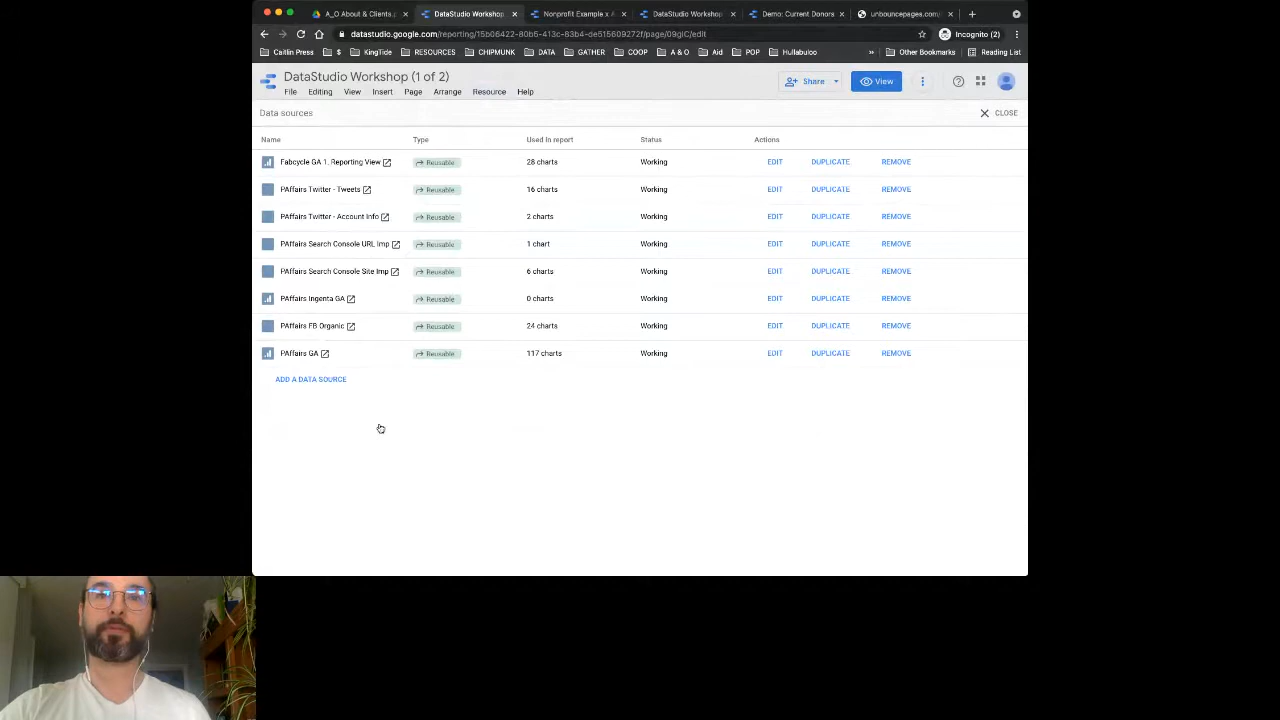 A_O About & Clients.p
DataStudio Workshop
Nonprofit Example x A
DataStudio Workshop
Demo: Current Donors
unbouncepages.com/
datastudio.google.com/reporting/15b06422-80b5-413c-83b4-de515609272f/page/09giC/edit
Incognito (2)
Caitlin Press
$
KingTide
RESOURCES
CHIPMUNK
DATA
GATHER
COOP
A & O
Aid
POP
Hullabuloo
»
Other Bookmarks
Reading List
DataStudio Workshop (1 of 2)
File Editing View Insert Page Arrange Resource Help
Share
View
Data sources
CLOSE
Name Type Used in report Status Actions
Fabcycle GA 1. Reporting View Reusable 28 charts Working EDIT DUPLICATE REMOVE
PAffairs Twitter - Tweets Reusable 16 charts Working EDIT DUPLICATE REMOVE
PAffairs Twitter - Account Info Reusable 2 charts Working EDIT DUPLICATE REMOVE
PAffairs Search Console URL Imp Reusable 1 chart Working EDIT DUPLICATE REMOVE
PAffairs Search Console Site Imp Reusable 6 charts Working EDIT DUPLICATE REMOVE
PAffairs Ingenta GA Reusable 0 charts Working EDIT DUPLICATE REMOVE
PAffairs FB Organic Reusable 24 charts Working EDIT DUPLICATE REMOVE
PAffairs GA Reusable 117 charts Working EDIT DUPLICATE REMOVE
ADD A DATA SOURCE